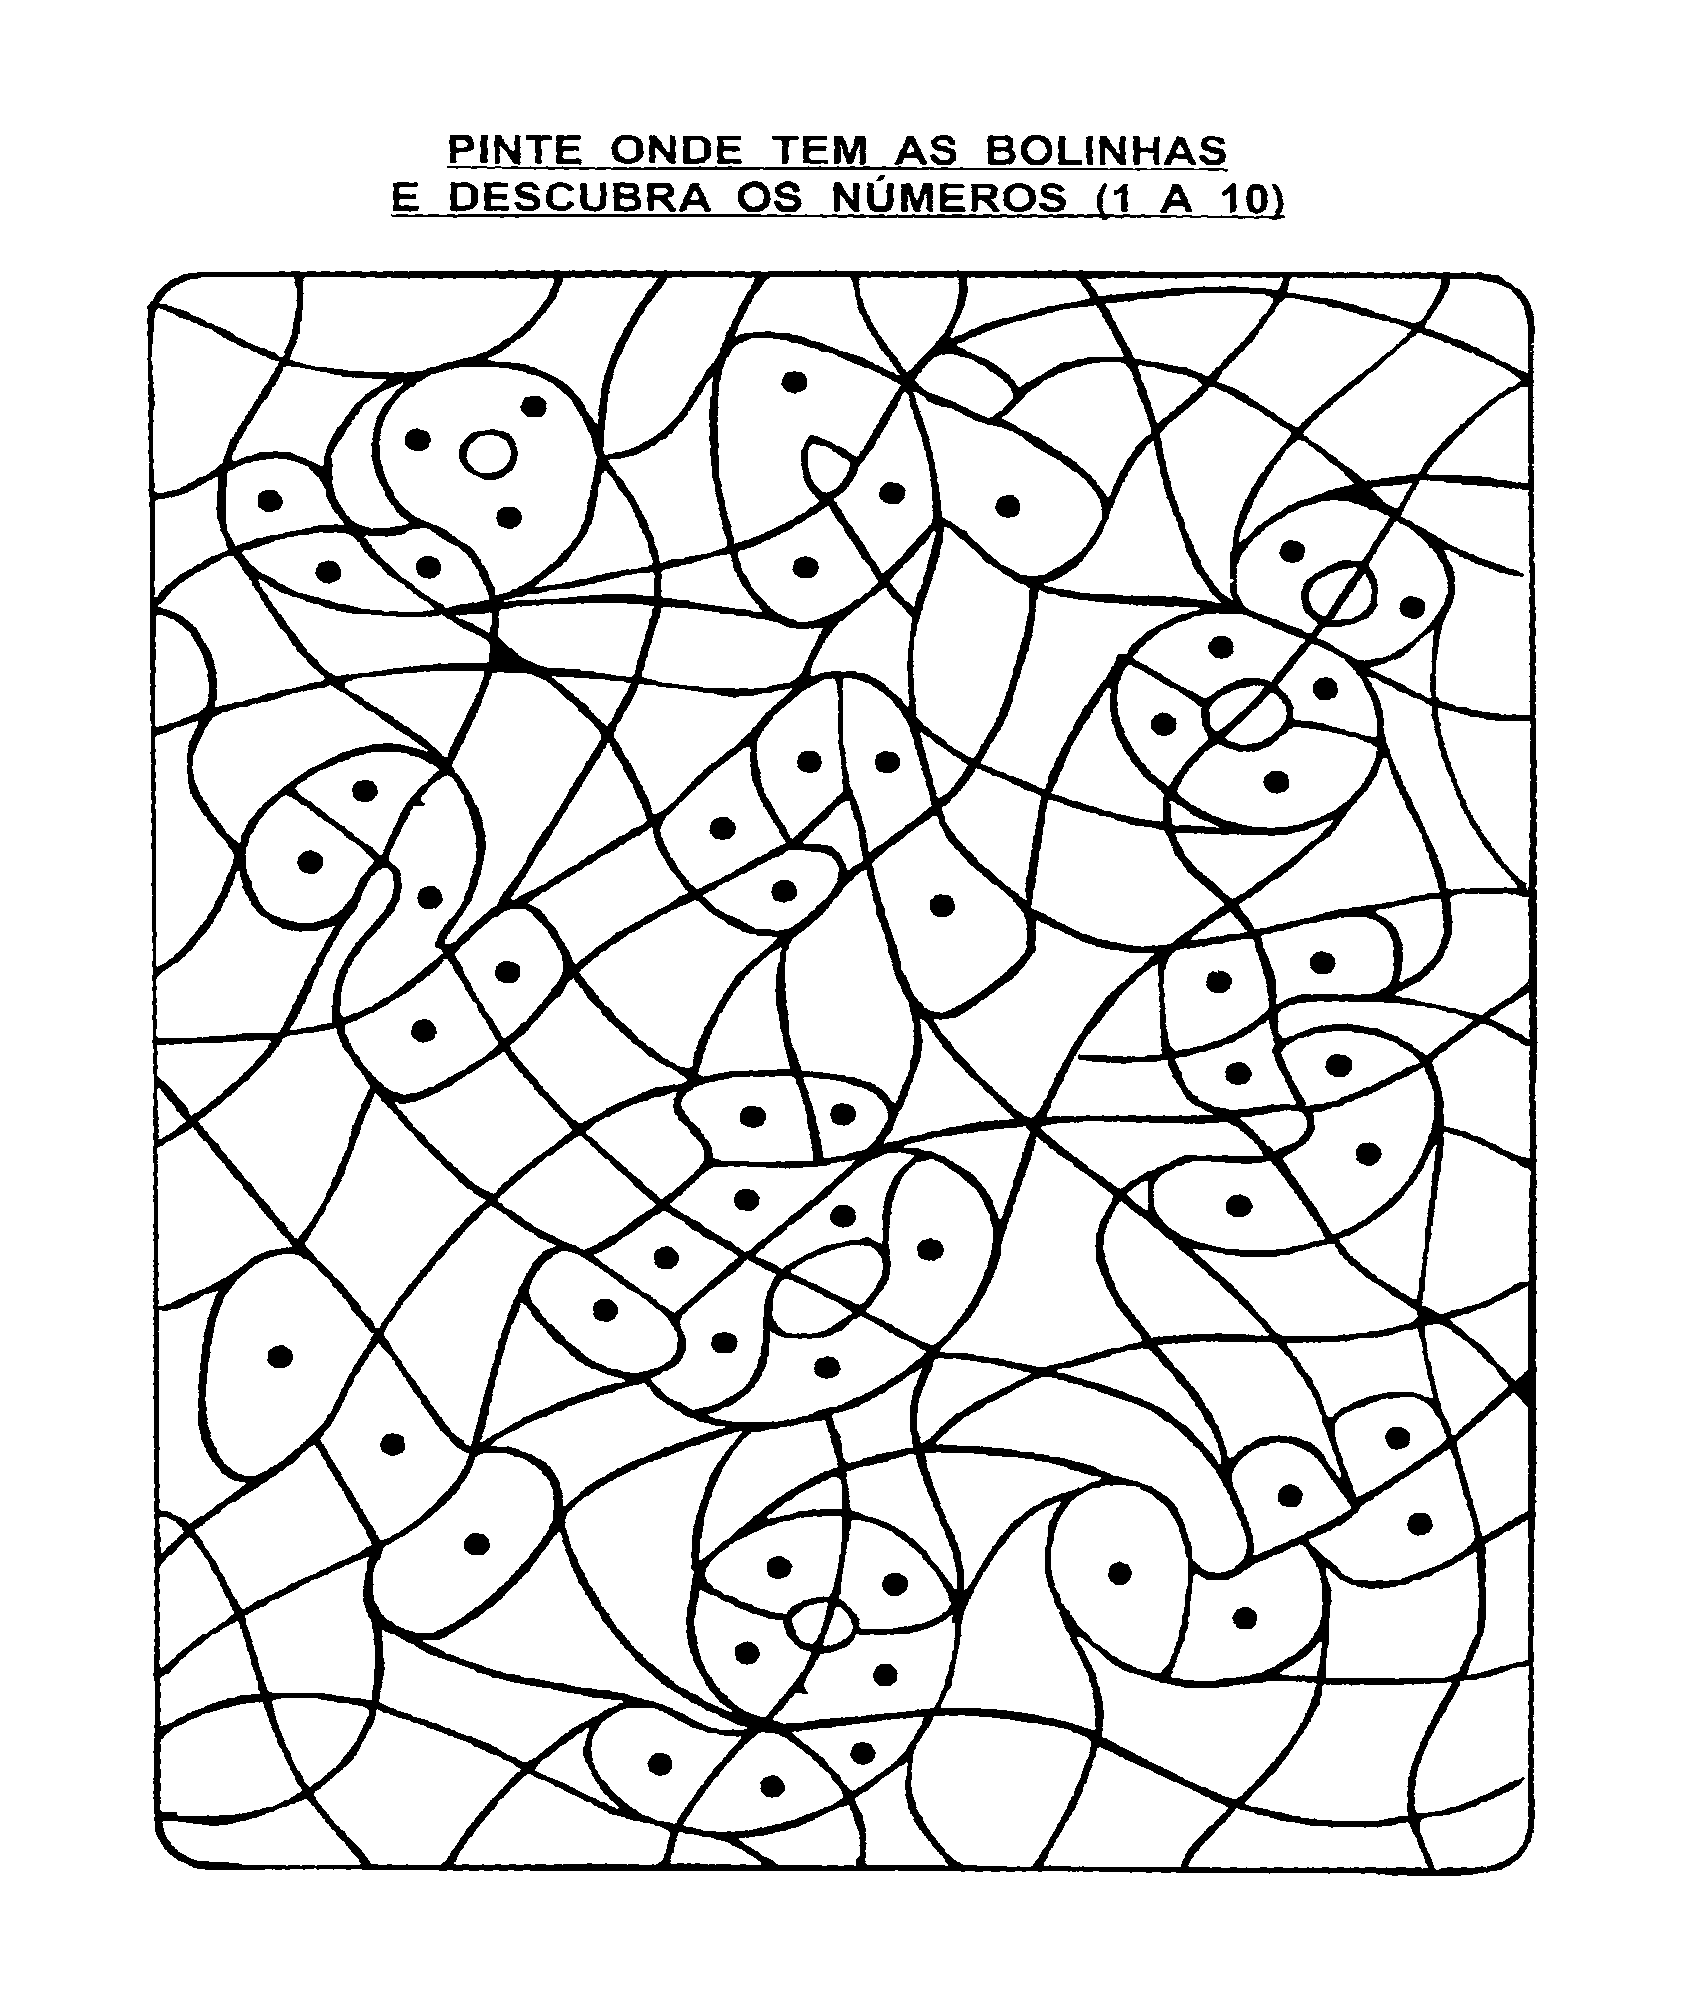 PINTE ONDE TEM AS BOLINHAS
E DESCUBRA OS NÚMEROS (1 A 10)